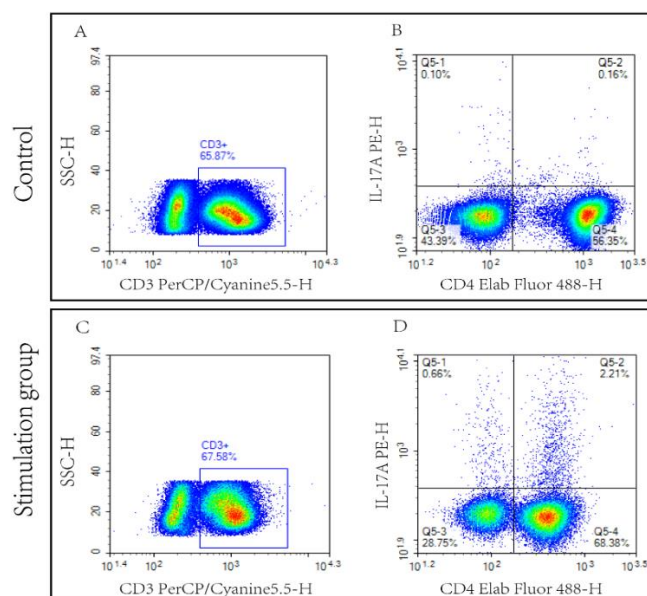 Control
A
97.4
80
60
40
20
0
SSC-H
CD3+
65.87%
10^1.4
10^2
10^3
10^4.3
CD3 PerCP/Cyanine5.5-H
B
10^4.1
10^3
10^1.9
IL-17A PE-H
Q5-1
0.10%
Q5-2
0.16%
Q5-3
43.39%
Q5-4
56.35%
10^1.2
10^2
10^3
10^3.5
CD4 Elab Fluor 488-H
Stimulation group
C
97.4
80
60
40
20
0
SSC-H
CD3+
67.58%
10^1.4
10^2
10^3
10^4.3
CD3 PerCP/Cyanine5.5-H
D
10^4.1
10^3
10^1.9
IL-17A PE-H
Q5-1
0.66%
Q5-2
2.21%
Q5-3
28.75%
Q5-4
68.38%
10^1.2
10^2
10^3
10^3.5
CD4 Elab Fluor 488-H